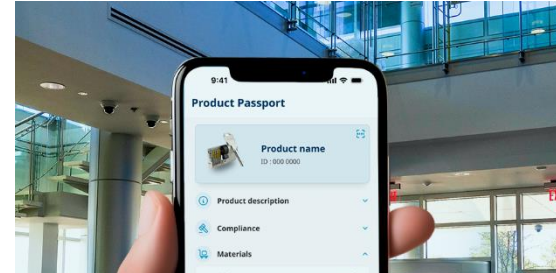 9:41
Product Passport
Product name
ID : 000 0000
Product description
Compliance
Materials